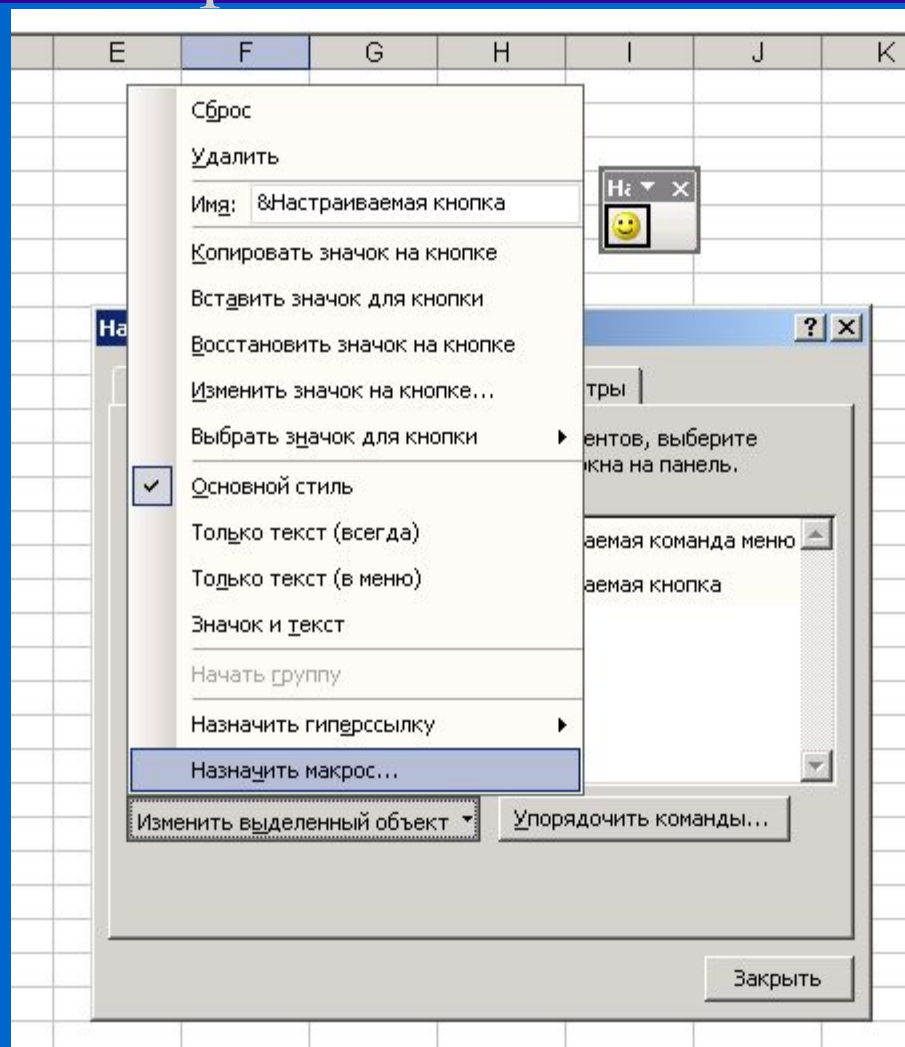 E F G H I J K
Сброс
Удалить
Имя: &Настраиваемая кнопка
На
Копировать значок на кнопке
Вставить значок для кнопки
На
Восстановить значок на кнопке
Изменить значок на кнопке...
тры
Выбрать значок для кнопки
ентов, выберите
окна на панель.
Основной стиль
Только текст (всегда)
аемая команда меню
Только текст (в меню)
аемая кнопка
Значок и текст
Начать группу
Назначить гиперссылку
Назначить макрос...
Изменить выделенный объект
Упорядочить команды...
Закрыть